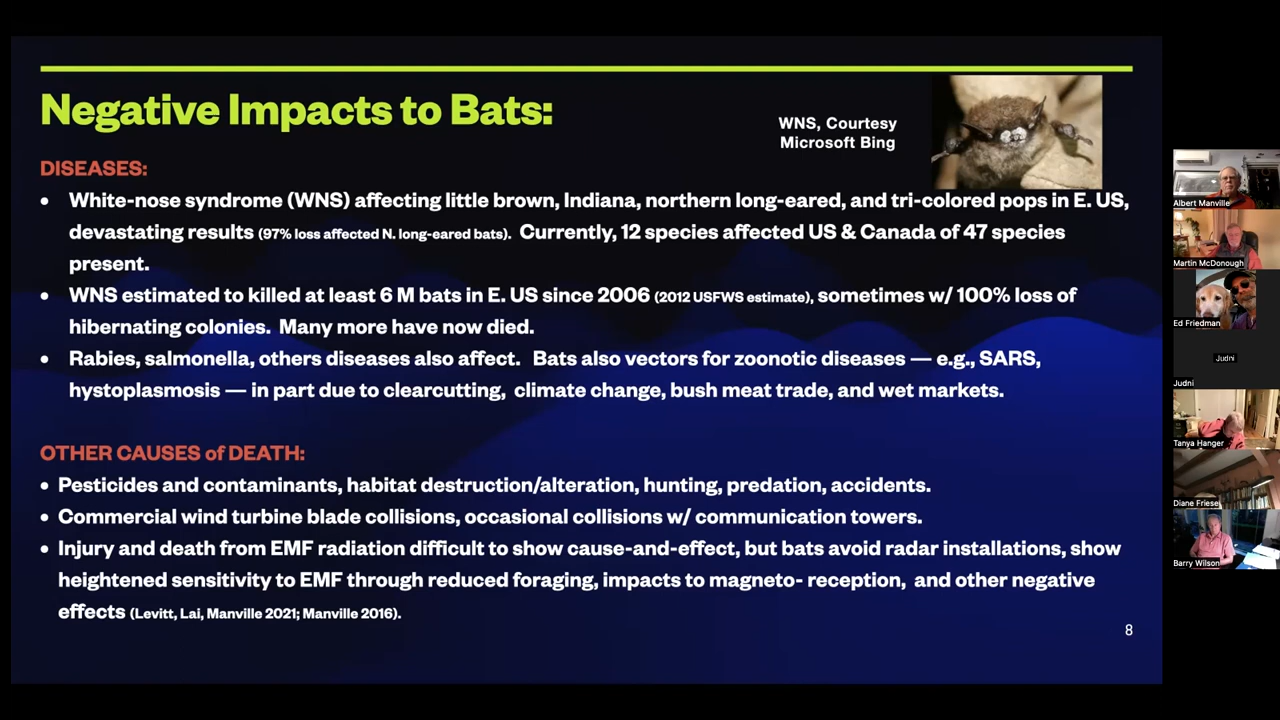 Negative Impacts to Bats:
WNS, Courtesy
Microsoft Bing
DISEASES:
• White-nose syndrome (WNS) affecting little brown, Indiana, northern long-eared, and tri-colored pops in E. US,
devastating results (97% loss affected N. long-eared bats). Currently, 12 species affected US & Canada of 47 species
present.
• WNS estimated to killed at least 6 M bats in E. US since 2006 (2012 USFWS estimate), sometimes w/ 100% loss of
hibernating colonies. Many more have now died.
• Rabies, salmonella, others diseases also affect. Bats also vectors for zoonotic diseases — e.g., SARS,
hystoplasmosis — in part due to clearcutting, climate change, bush meat trade, and wet markets.
OTHER CAUSES of DEATH:
• Pesticides and contaminants, habitat destruction/alteration, hunting, predation, accidents.
• Commercial wind turbine blade collisions, occasional collisions w/ communication towers.
• Injury and death from EMF radiation difficult to show cause-and-effect, but bats avoid radar installations, show
heightened sensitivity to EMF through reduced foraging, impacts to magneto- reception, and other negative
effects (Levitt, Lai, Manville 2021; Manville 2016).
8
Albert Manville
Martin McDonough
Ed Friedman
Judni
Judni
Tanya Hanger
Diane Friese
Barry Wilson